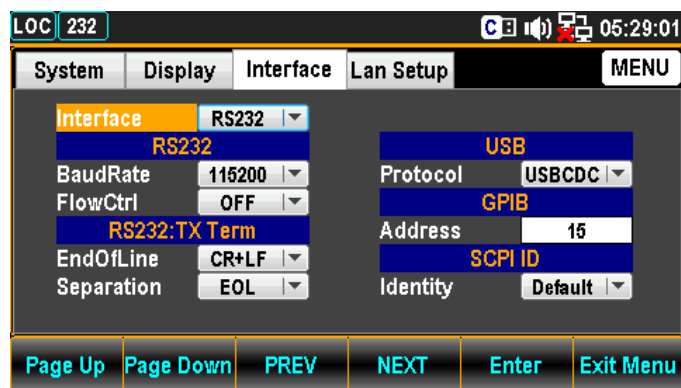 LOC 232 C 05:29:01
System Display Interface Lan Setup MENU
Interface RS232
RS232 USB
BaudRate 115200 Protocol USBCDC
FlowCtrl OFF GPIB
RS232:TX Term Address 15
EndOfLine CR+LF SCPI ID
Separation EOL Identity Default
Page Up Page Down PREV NEXT Enter Exit Menu